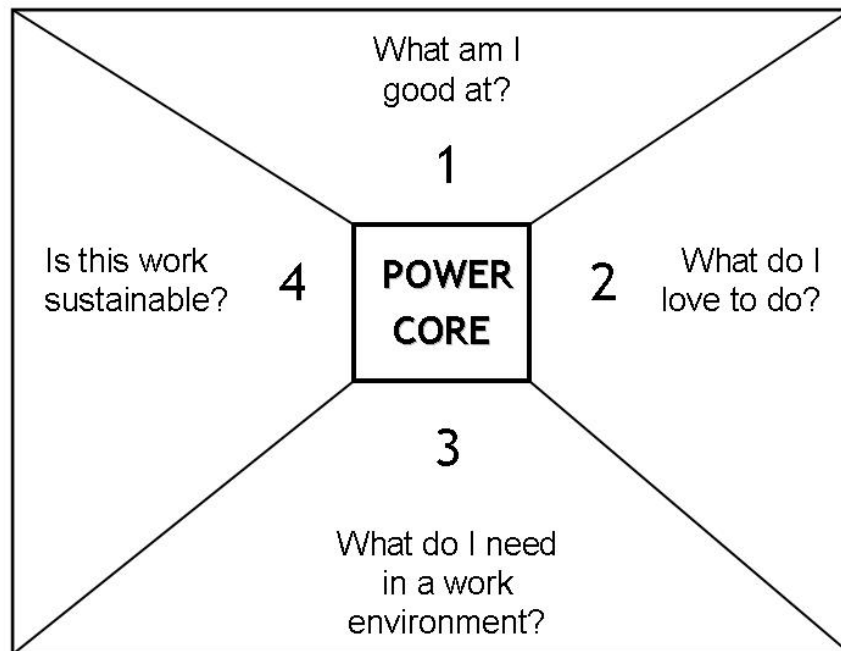 What am I
good at?
1
Is this work
sustainable?
4
POWER
CORE
2
What do I
love to do?
3
What do I need
in a work
environment?